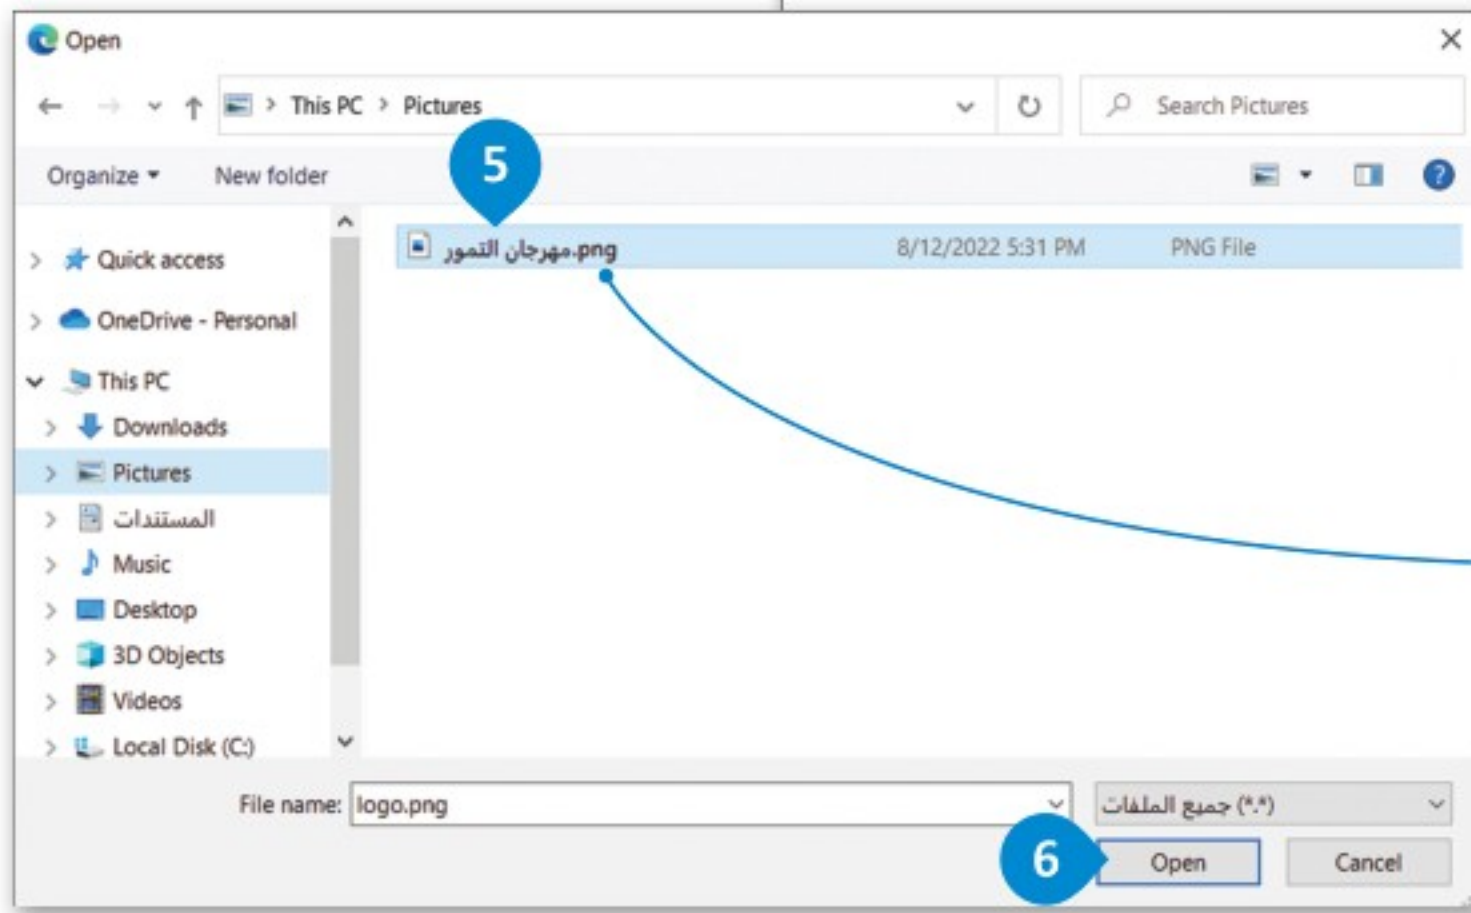 Open
This PC > Pictures
Search Pictures
Organize
New folder
5
مهرجان التمور.png
8/12/2022 5:31 PM
PNG File
Quick access
OneDrive - Personal
This PC
Downloads
Pictures
المستندات
Music
Desktop
3D Objects
Videos
Local Disk (C:)
File name: logo.png
جميع الملفات (*.*)
6
Open
Cancel